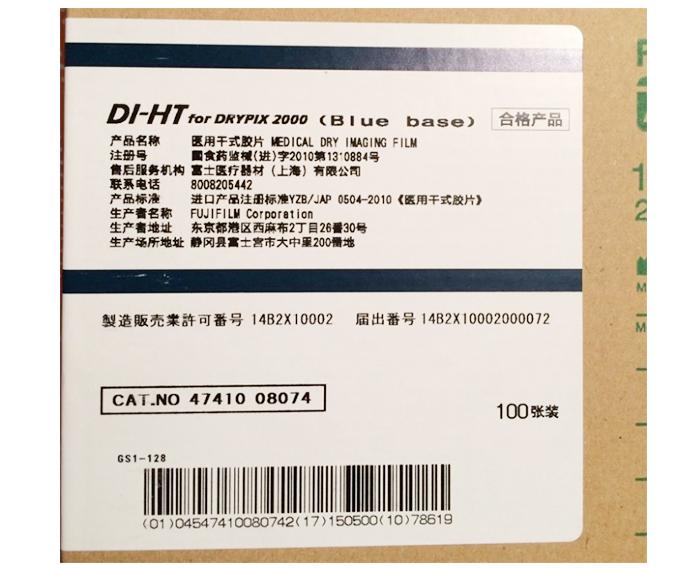 DI-HT for DRYPIX 2000 (Blue base) 合格产品
产品名称 医用干式胶片 MEDICAL DRY IMAGING FILM
注册号 國食药监械(进)字2010第1310884号
售后服务机构 富士医疗器材(上海)有限公司
联系电话 8008205442
产品标准 进口产品注册标准YZB/JAP 0504-2010《医用干式胶片》
生产者名称 FUJIFILM Corporation
生产者地址 东京都港区西麻布2丁目26番30号
生产场所地址 静冈县富士宫市大中里200番地
製造販売業許可番号 14B2X10002 届出番号 14B2X10002000072
CAT.NO 47410 08074
100张装
GS1-128
(01)04547410080742(17)150500(10)78619